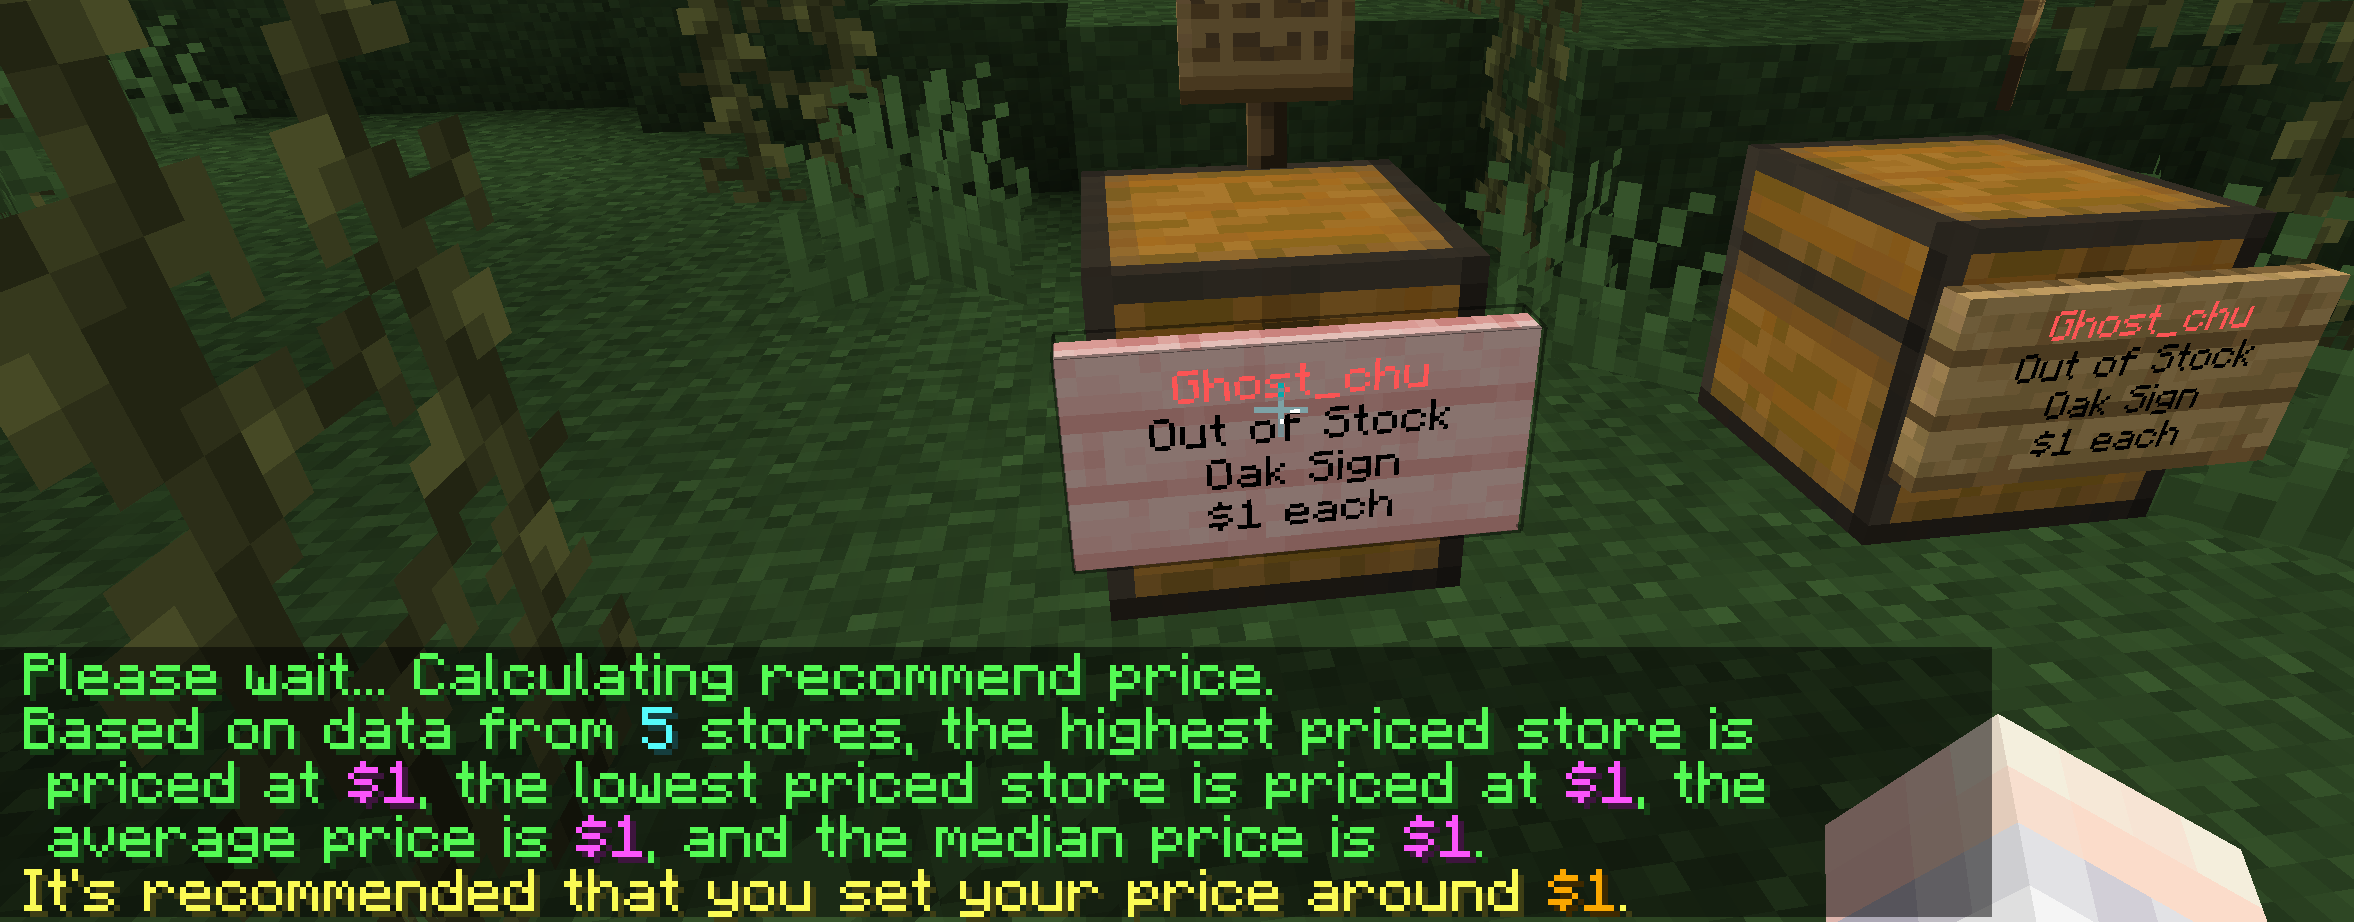 Ghost_chu
Out of Stock
Oak Sign
$1 each
Ghost_chu
Out of Stock
Oak Sign
$1 each
Please wait... Calculating recommend price.
Based on data from 5 stores, the highest priced store is
priced at $1, the lowest priced store is priced at $1, the
average price is $1, and the median price is $1.
It's recommended that you set your price around $1.